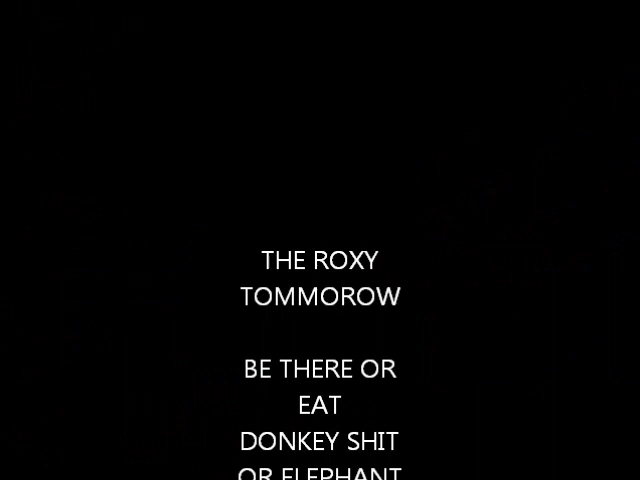 THE ROXY
TOMMOROW
BE THERE OR
EAT
DONKEY SHIT
OR ELEPHANT